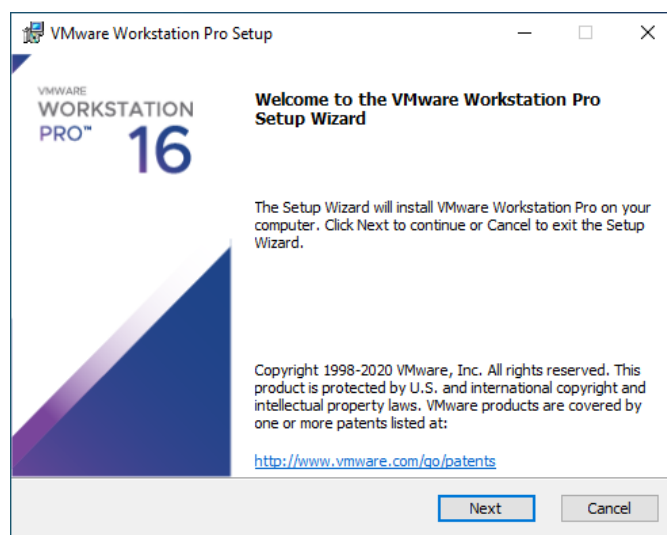 VMware Workstation Pro Setup
VMWARE
WORKSTATION
PRO™ 16
Welcome to the VMware Workstation Pro
Setup Wizard
The Setup Wizard will install VMware Workstation Pro on your
computer. Click Next to continue or Cancel to exit the Setup
Wizard.
Copyright 1998-2020 VMware, Inc. All rights reserved. This
product is protected by U.S. and international copyright and
intellectual property laws. VMware products are covered by
one or more patents listed at:
http://www.vmware.com/go/patents
Next Cancel